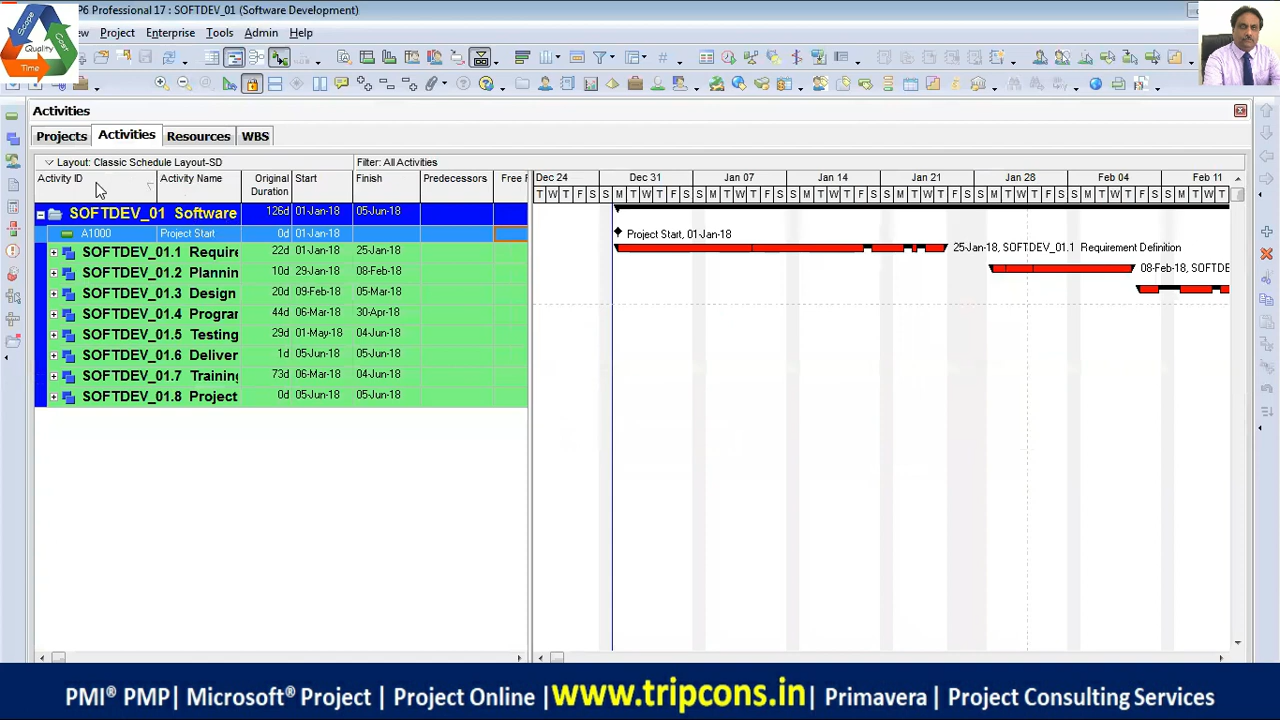 P6 Professional 17 : SOFTDEV_01 (Software Development)
Project Enterprise Tools Admin Help
Scope
Quality
Cost
Time
Activities
Projects Activities Resources WBS
Layout: Classic Schedule Layout-SD Filter: All Activities
Activity ID Activity Name Original Duration Start Finish Predecessors Free F
Dec 24 Dec 31 Jan 07 Jan 14 Jan 21 Jan 28 Feb 04 Feb 11
T W T F S S M T W T F S S M T W T F S S M T W T F S S M T W T F S S M T W T F S S M T W T F S S M T W T
SOFTDEV_01 Software 126d 01-Jan-18 05-Jun-18
A1000 Project Start 0d 01-Jan-18
Project Start, 01-Jan-18
SOFTDEV_01.1 Require 22d 01-Jan-18 25-Jan-18
25-Jan-18, SOFTDEV_01.1 Requirement Definition
SOFTDEV_01.2 Plannin 10d 29-Jan-18 08-Feb-18
08-Feb-18, SOFTDE
SOFTDEV_01.3 Design 20d 09-Feb-18 05-Mar-18
SOFTDEV_01.4 Program 44d 06-Mar-18 30-Apr-18
SOFTDEV_01.5 Testing 29d 01-May-18 04-Jun-18
SOFTDEV_01.6 Deliver 1d 05-Jun-18 05-Jun-18
SOFTDEV_01.7 Training 73d 06-Mar-18 04-Jun-18
SOFTDEV_01.8 Project 0d 05-Jun-18 05-Jun-18
PMI® PMP| Microsoft® Project | Project Online |www.tripcons.in| Primavera | Project Consulting Services